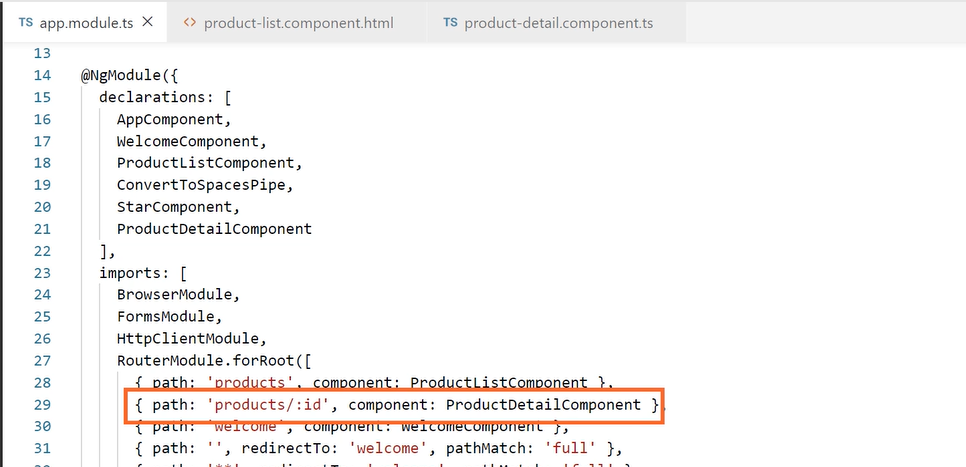 TS app.module.ts × <> product-list.component.html TS product-detail.component.ts
13
14 @NgModule({
15 declarations: [
16 AppComponent,
17 WelcomeComponent,
18 ProductListComponent,
19 ConvertToSpacesPipe,
20 StarComponent,
21 ProductDetailComponent
22 ],
23 imports: [
24 BrowserModule,
25 FormsModule,
26 HttpClientModule,
27 RouterModule.forRoot([
28 { path: 'products', component: ProductListComponent },
29 { path: 'products/:id', component: ProductDetailComponent },
30 { path: 'welcome', component: WelcomeComponent },
31 { path: '', redirectTo: 'welcome', pathMatch: 'full' },